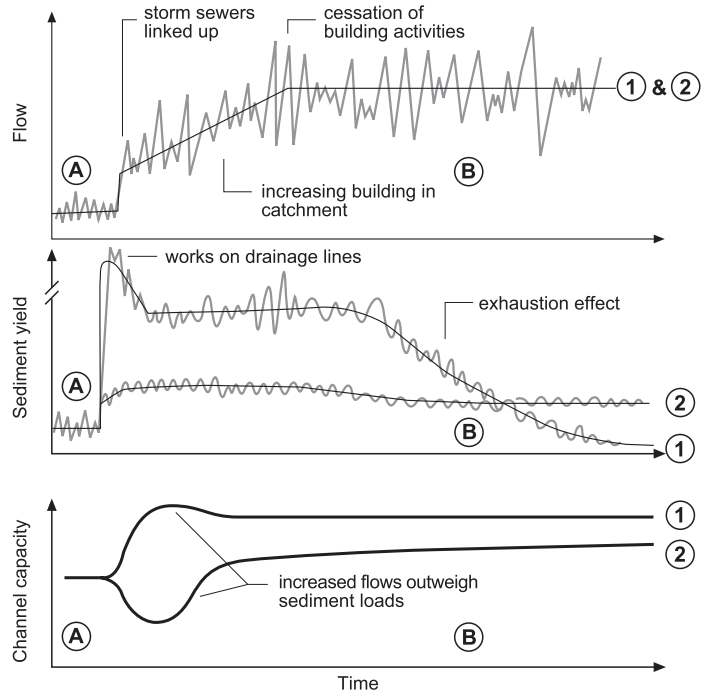 storm sewers
linked up
cessation of
building activities
Flow
1 & 2
A
B
increasing building in
catchment
works on drainage lines
exhaustion effect
Sediment yield
A
2
B
1
Channel capacity
1
2
increased flows outweigh
sediment loads
A
B
Time